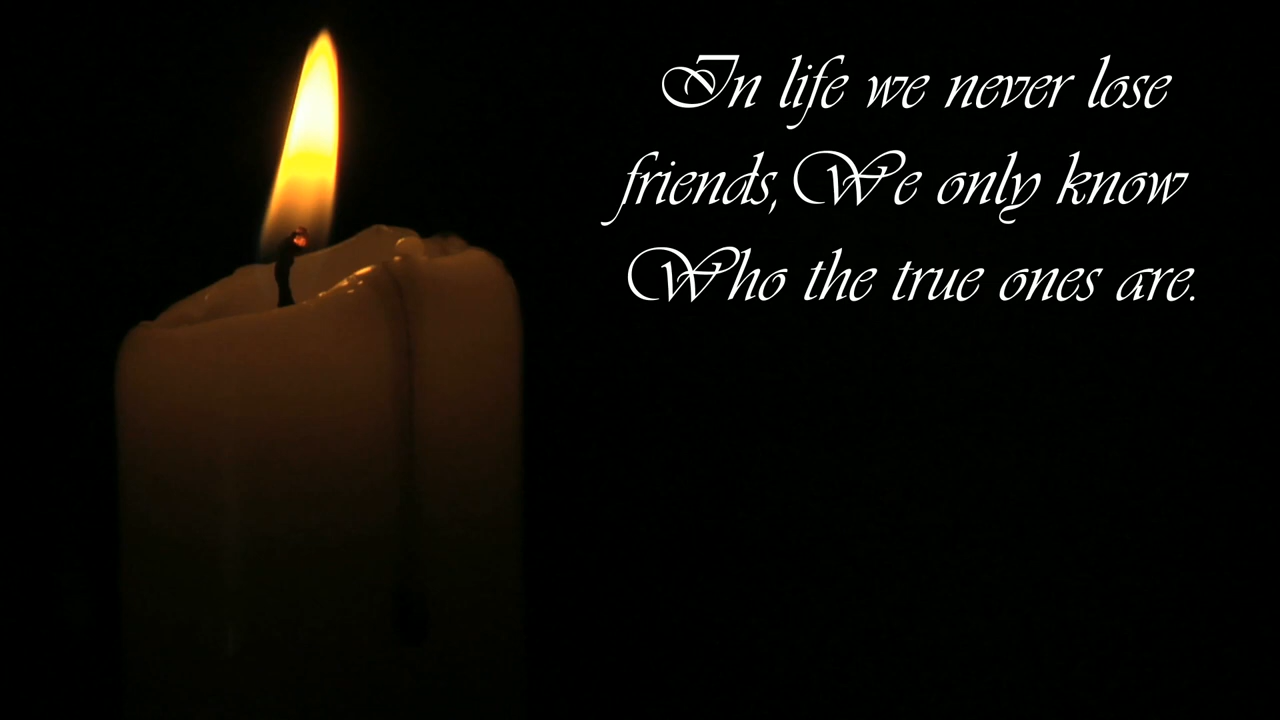 In life we never lose
friends,We only know
Who the true ones are.